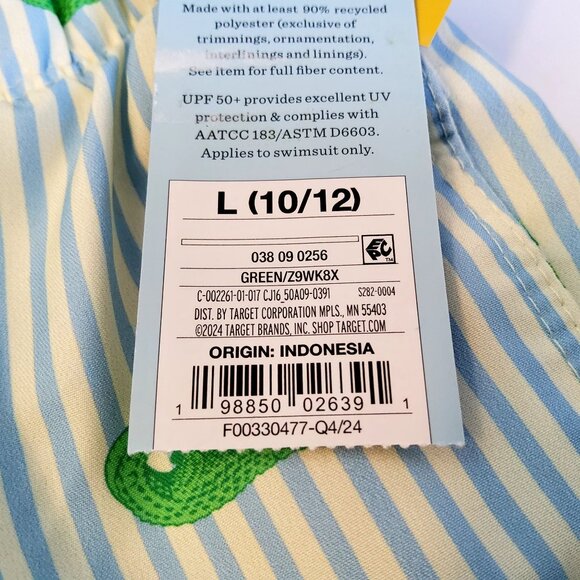 Made with at least 90% recycled
polyester (exclusive of
trimmings, ornamentation,
interlinings and linings).
See item for full fiber content.
UPF 50+ provides excellent UV
protection & complies with
AATCC 183/ASTM D6603.
Applies to swimsuit only.
L (10/12)
038 09 0256
EPC™
GREEN/Z9WK8X
C-002261-01-017 CJ16_50A09-0391 S282-0004
DIST. BY TARGET CORPORATION MPLS., MN 55403
©2024 TARGET BRANDS, INC. SHOP TARGET.COM
ORIGIN: INDONESIA
1 98850 02639 1
F00330477-Q4/24